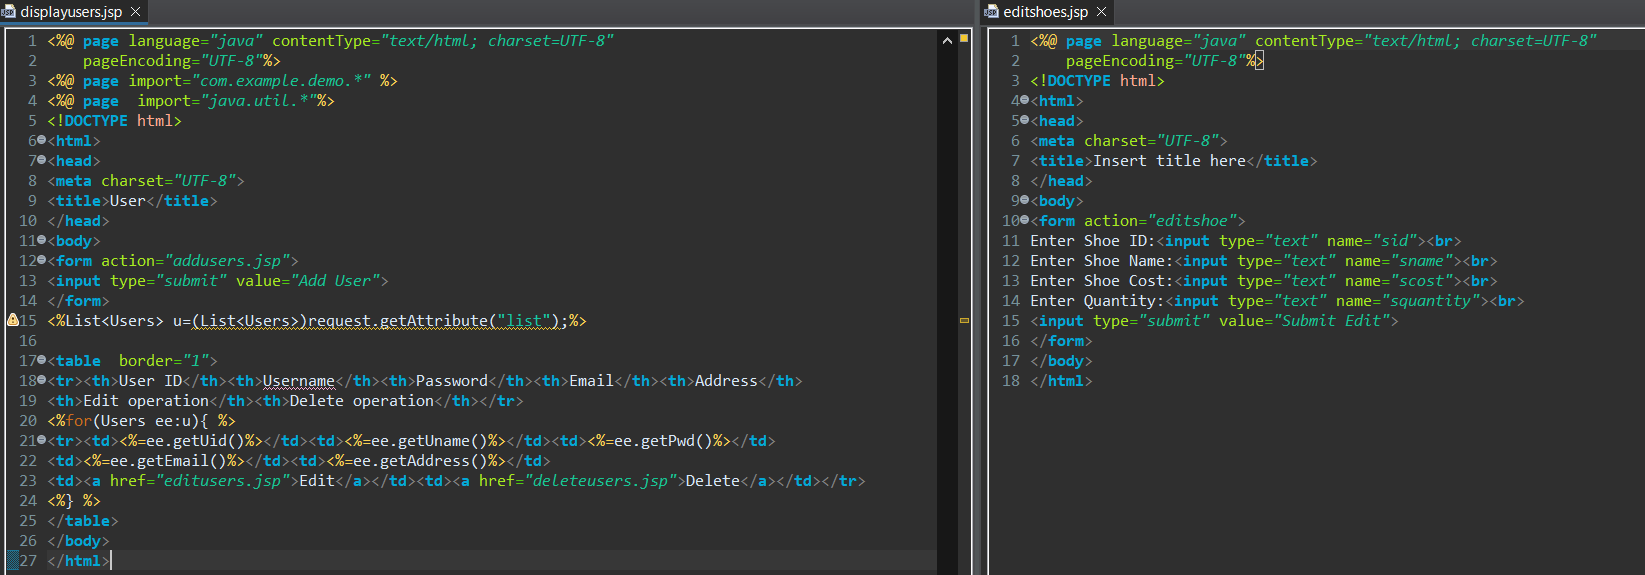 displayusers.jsp
1 <%@ page language="java" contentType="text/html; charset=UTF-8"
2     pageEncoding="UTF-8"%>
3 <%@ page import="com.example.demo.*" %>
4 <%@ page  import="java.util.*"%>
5 <!DOCTYPE html>
6 <html>
7 <head>
8 <meta charset="UTF-8">
9 <title>User</title>
10 </head>
11 <body>
12 <form action="addusers.jsp">
13 <input type="submit" value="Add User">
14 </form>
15 <%List<Users> u=(List<Users>)request.getAttribute("list");%>
16
17 <table  border="1">
18 <tr><th>User ID</th><th>Username</th><th>Password</th><th>Email</th><th>Address</th>
19 <th>Edit operation</th><th>Delete operation</th></tr>
20 <%for(Users ee:u){ %>
21 <tr><td><%=ee.getUid()%></td><td><%=ee.getUname()%></td><td><%=ee.getPwd()%></td>
22 <td><%=ee.getEmail()%></td><td><%=ee.getAddress()%></td>
23 <td><a href="editusers.jsp">Edit</a></td><td><a href="deleteusers.jsp">Delete</a></td></tr>
24 <%} %>
25 </table>
26 </body>
27 </html>
editshoes.jsp
1 <%@ page language="java" contentType="text/html; charset=UTF-8"
2     pageEncoding="UTF-8"%>
3 <!DOCTYPE html>
4 <html>
5 <head>
6 <meta charset="UTF-8">
7 <title>Insert title here</title>
8 </head>
9 <body>
10 <form action="editshoe">
11 Enter Shoe ID:<input type="text" name="sid"><br>
12 Enter Shoe Name:<input type="text" name="sname"><br>
13 Enter Shoe Cost:<input type="text" name="scost"><br>
14 Enter Quantity:<input type="text" name="squantity"><br>
15 <input type="submit" value="Submit Edit">
16 </form>
17 </body>
18 </html>